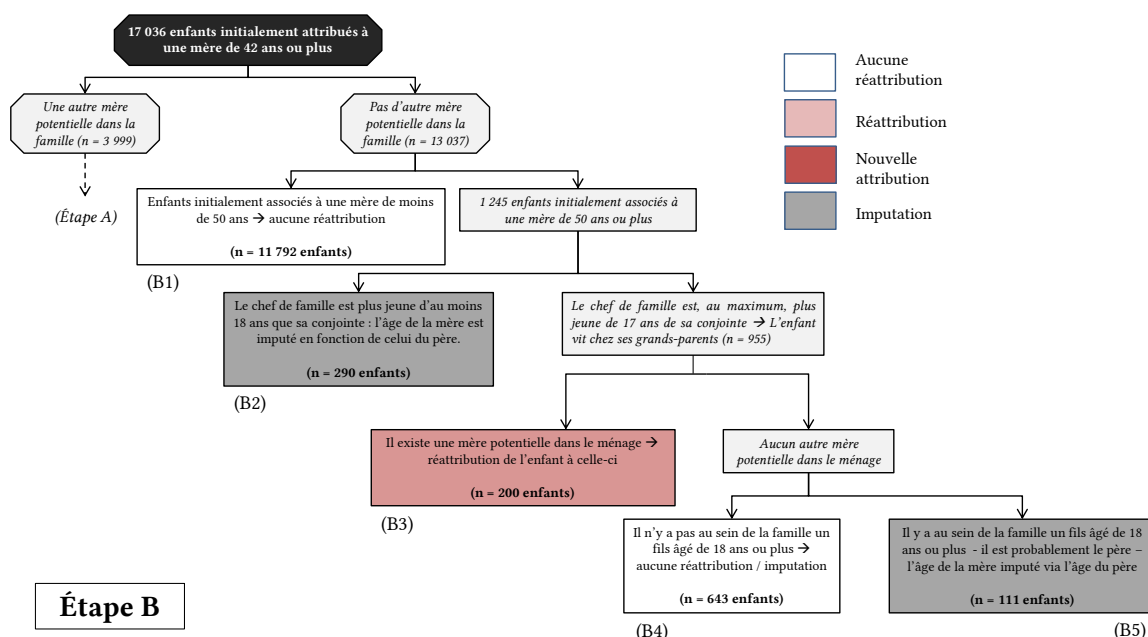 17 036 enfants initialement attribués à
une mère de 42 ans ou plus
Une autre mère
potentielle dans la
famille (n = 3 999)
Pas d'autre mère
potentielle dans la
famille (n = 13 037)
Aucune
réattribution
Réattribution
Nouvelle
attribution
Imputation
(Étape A)
Enfants initialement associés à une mère de moins
de 50 ans → aucune réattribution
(n = 11 792 enfants)
(B1)
1 245 enfants initialement associés à
une mère de 50 ans ou plus
Le chef de famille est plus jeune d'au moins
18 ans que sa conjointe : l'âge de la mère est
imputé en fonction de celui du père.
(n = 290 enfants)
(B2)
Le chef de famille est, au maximum, plus
jeune de 17 ans de sa conjointe → L'enfant
vit chez ses grands-parents (n = 955)
Il existe une mère potentielle dans le ménage →
réattribution de l'enfant à celle-ci
(n = 200 enfants)
(B3)
Aucun autre mère
potentielle dans le ménage
Il n'y a pas au sein de la famille un
fils âgé de 18 ans ou plus →
aucune réattribution / imputation
(n = 643 enfants)
(B4)
Il y a au sein de la famille un fils âgé de 18
ans ou plus - il est probablement le père –
l'âge de la mère imputé via l'âge du père
(n = 111 enfants)
(B5)
Étape B